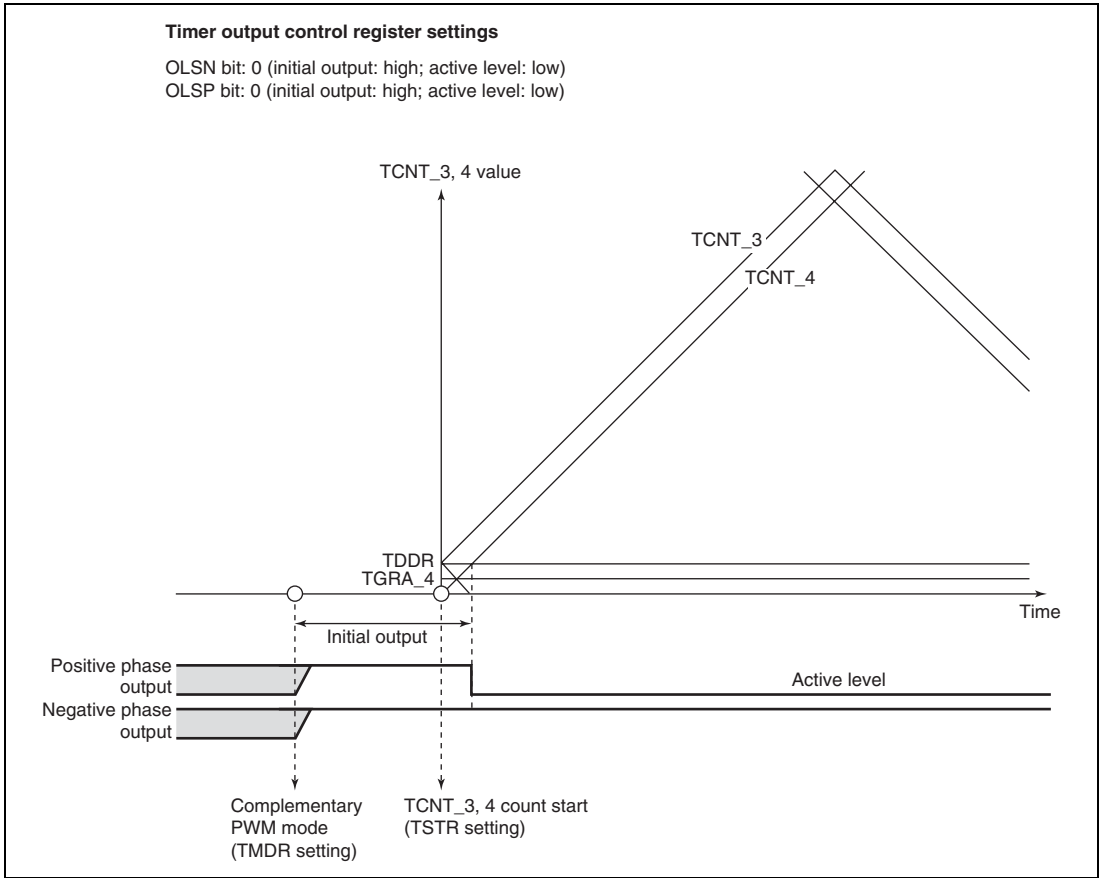 Timer output control register settings
OLSN bit: 0 (initial output: high; active level: low)
OLSP bit: 0 (initial output: high; active level: low)
TCNT_3, 4 value
TCNT_3
TCNT_4
TDDR
TGRA_4
Time
Initial output
Positive phase
output
Active level
Negative phase
output
Complementary
PWM mode
(TMDR setting)
TCNT_3, 4 count start
(TSTR setting)